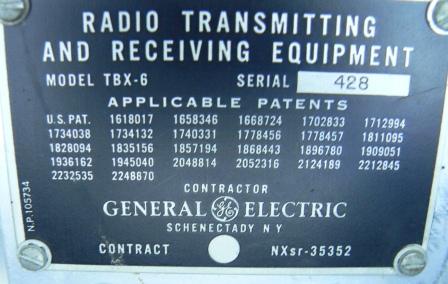 RADIO TRANSMITTING
AND RECEIVING EQUIPMENT
MODEL TBX-6 SERIAL 428
APPLICABLE PATENTS
U.S. PAT. 1618017 1658346 1668724 1702833 1712994
1734038 1734132 1740331 1778456 1778457 1811095
1828094 1835156 1857194 1868443 1896780 1909051
1936162 1945040 2048814 2052316 2124189 2212845
2232535 2248670
CONTRACTOR
GENERAL GE ELECTRIC
SCHENECTADY N Y
CONTRACT NXsr-35352
N.P. 105734